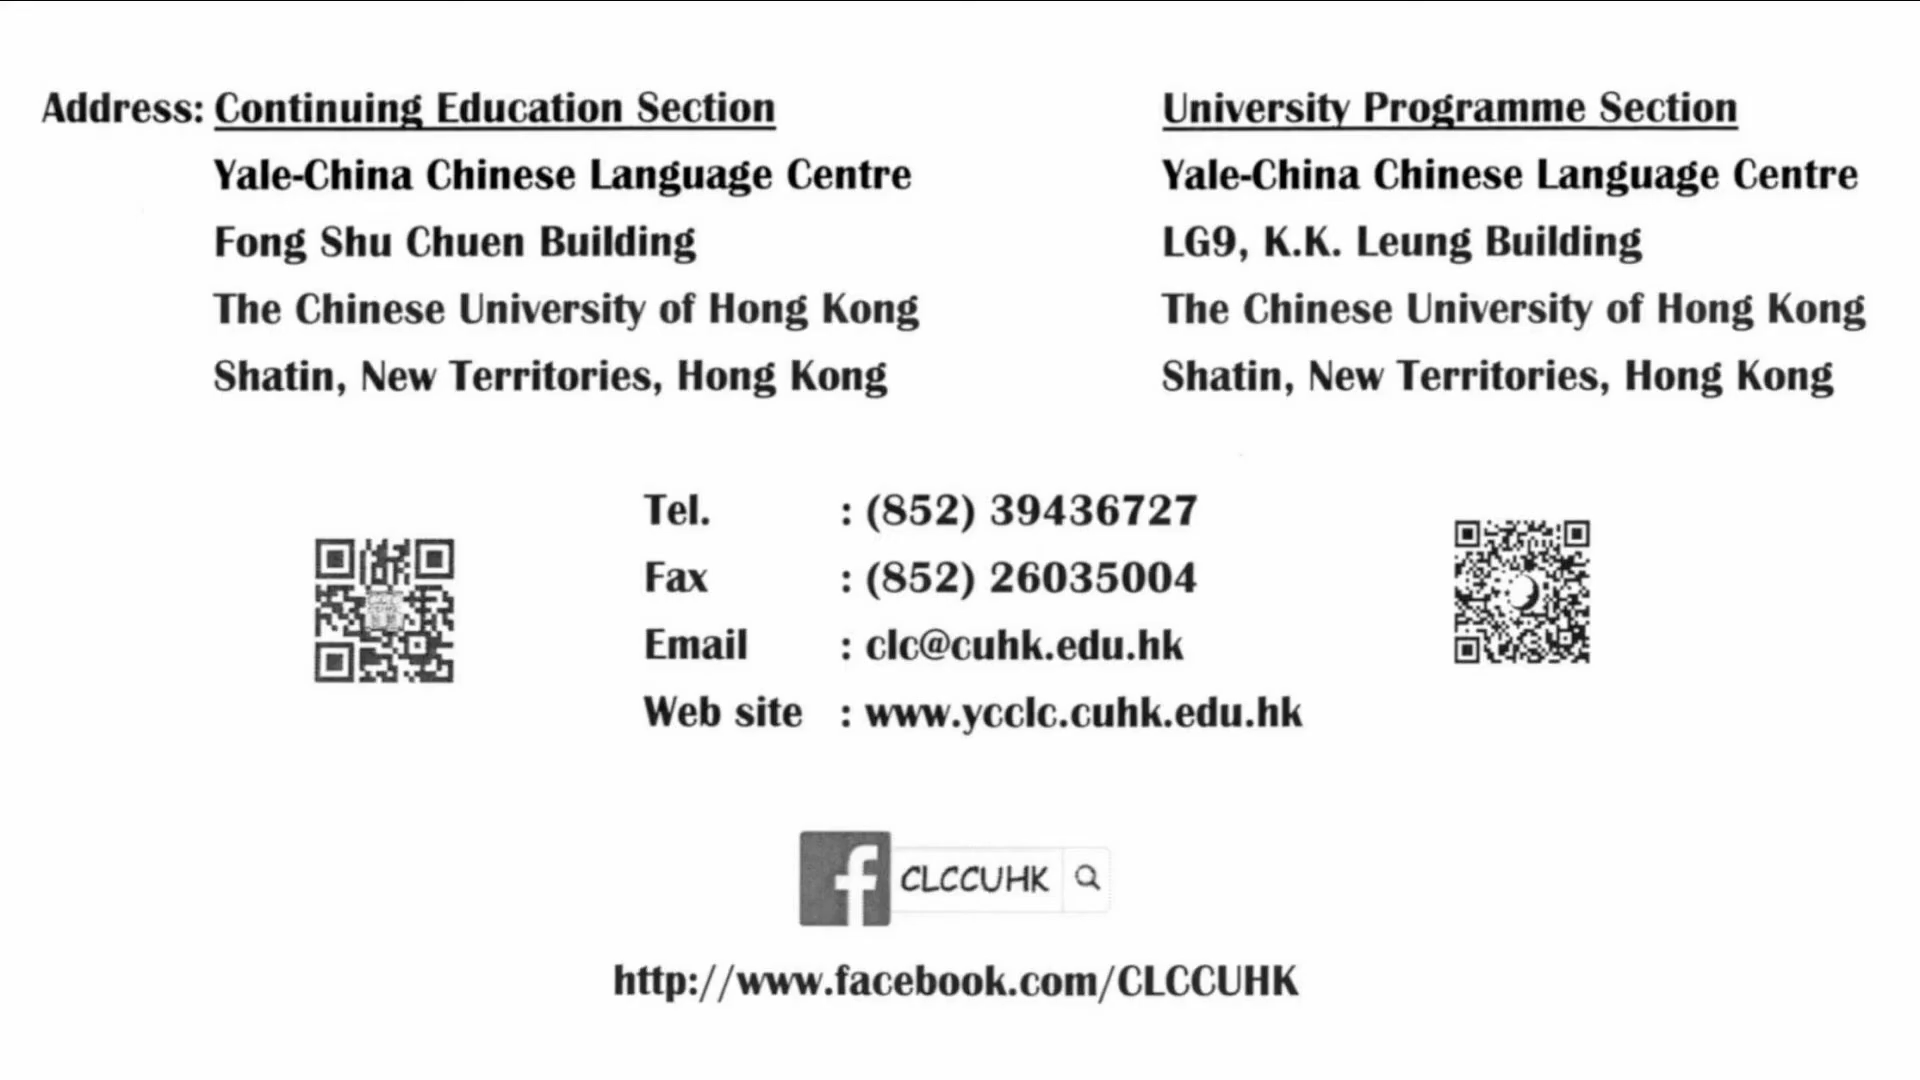 Address: Continuing Education Section
Yale-China Chinese Language Centre
Fong Shu Chuen Building
The Chinese University of Hong Kong
Shatin, New Territories, Hong Kong
University Programme Section
Yale-China Chinese Language Centre
LG9, K.K. Leung Building
The Chinese University of Hong Kong
Shatin, New Territories, Hong Kong
Tel. : (852) 39436727
Fax : (852) 26035004
Email : clc@cuhk.edu.hk
Web site : www.ycclc.cuhk.edu.hk
f CLCCUHK
http://www.facebook.com/CLCCUHK